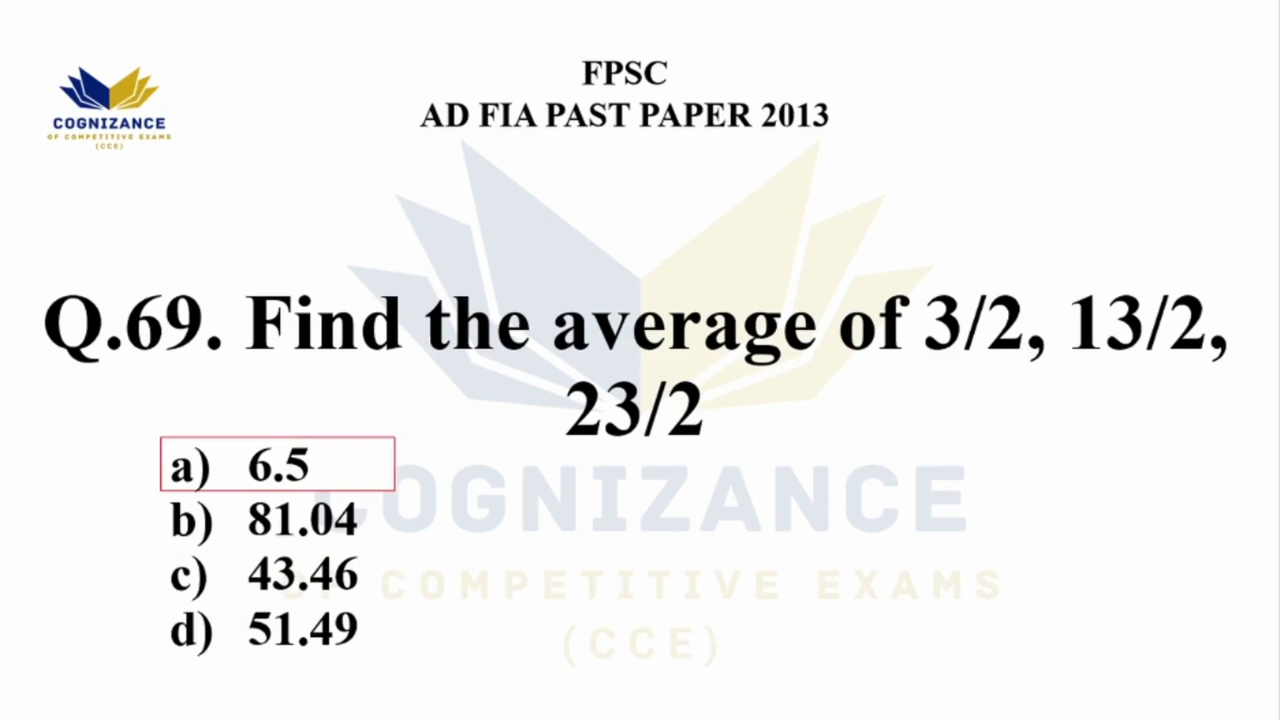 COGNIZANCE
OF COMPETITIVE EXAMS
(CCE)
FPSC
AD FIA PAST PAPER 2013
Q.69. Find the average of 3/2, 13/2,
23/2
a) 6.5
b) 81.04
c) 43.46
d) 51.49
COGNIZANCE
OF COMPETITIVE EXAMS
(CCE)